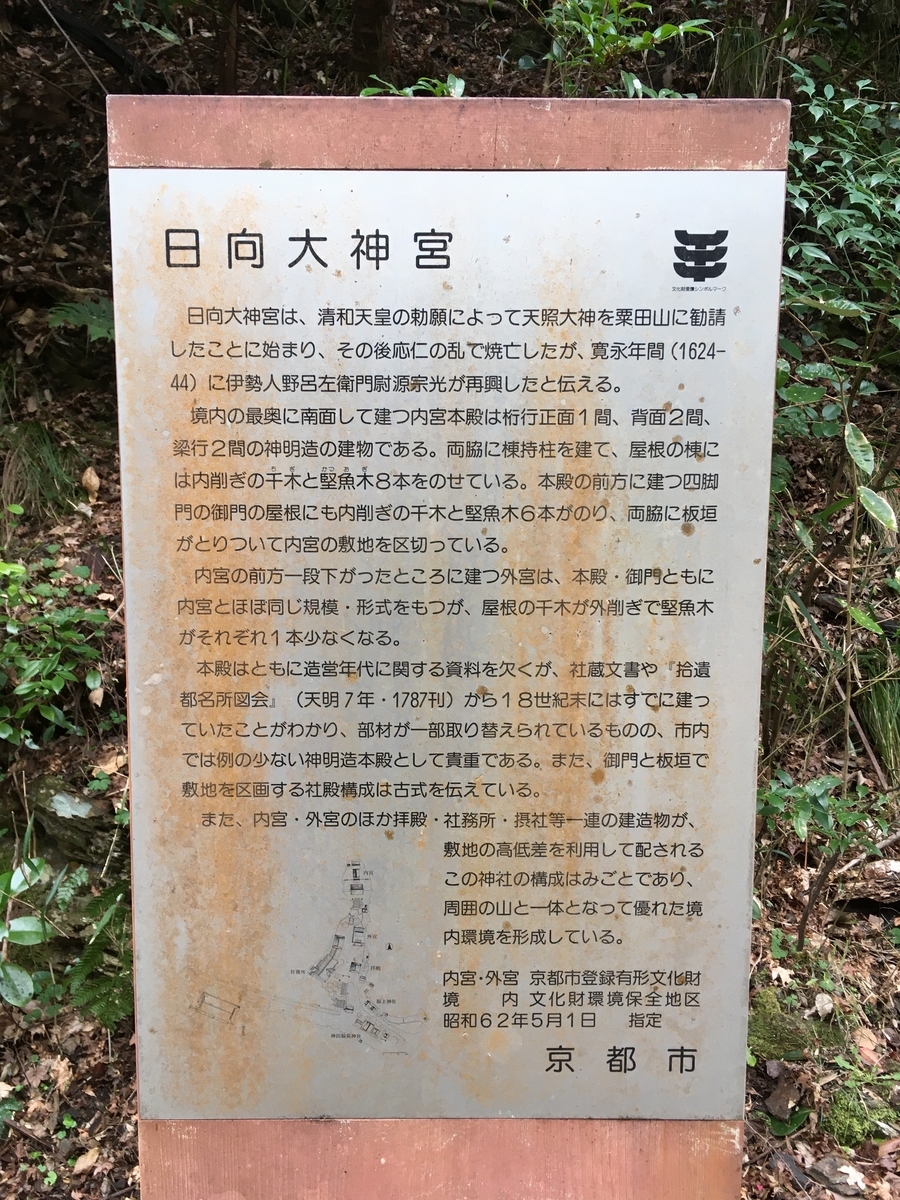 日向大神宮
文化財愛護シンボルマーク
日向大神宮は、清和天皇の勅願によって天照大神を粟田山に勧請
したことに始まり、その後応仁の乱で焼亡したが、寛永年間(1624-
44)に伊勢人野呂左衛門尉源宗光が再興したと伝える。
境内の最奥に南面して建つ内宮本殿は桁行正面1間、背面2間、
梁行2間の神明造の建物である。両脇に棟持柱を建て、屋根の棟に
ちぎ かつおぎ
は内削ぎの千木と堅魚木8本をのせている。本殿の前方に建つ四脚
門の御門の屋根にも内削ぎの千木と堅魚木6本がのり、両脇に板垣
がとりついて内宮の敷地を区切っている。
内宮の前方一段下がったところに建つ外宮は、本殿・御門ともに
内宮とほぼ同じ規模・形式をもつが、屋根の千木が外削ぎで堅魚木
がそれぞれ1本少なくなる。
本殿はともに造営年代に関する資料を欠くが、社蔵文書や『拾遺
都名所図会』(天明7年・1787刊)から18世紀末にはすでに建っ
ていたことがわかり、部材が一部取り替えられているものの、市内
では例の少ない神明造本殿として貴重である。また、御門と板垣で
敷地を区画する社殿構成は古式を伝えている。
また、内宮・外宮のほか拝殿・社務所・摂社等一連の建造物が、
敷地の高低差を利用して配される
この神社の構成はみごとであり、
周囲の山と一体となって優れた境
内環境を形成している。
内宮
外宮
拝殿
社務所
内宮・外宮 京都市登録有形文化財
境 内 文化財環境保全地区
昭和62年5月1日 指定
京都市